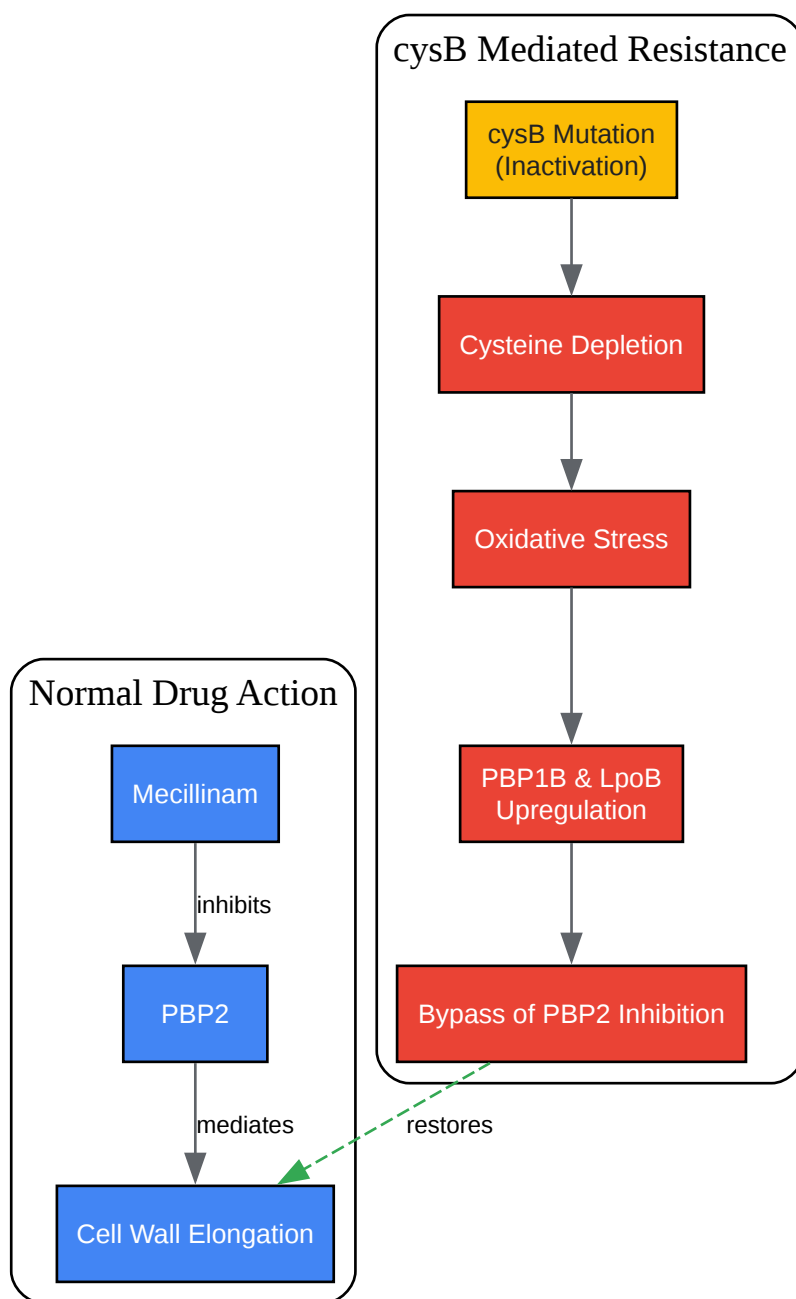 cysB Mediated Resistance
cysB Mutation
(Inactivation)
Cysteine Depletion
Oxidative Stress
PBP1B & LpoB
Upregulation
Bypass of PBP2 Inhibition
restores
Normal Drug Action
Mecillinam
inhibits
PBP2
mediates
Cell Wall Elongation